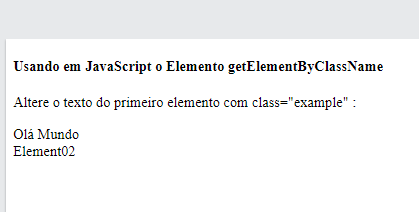 Usando em JavaScript o Elemento getElementByClassName
Altere o texto do primeiro elemento com class="example" :
Olá Mundo
Element02